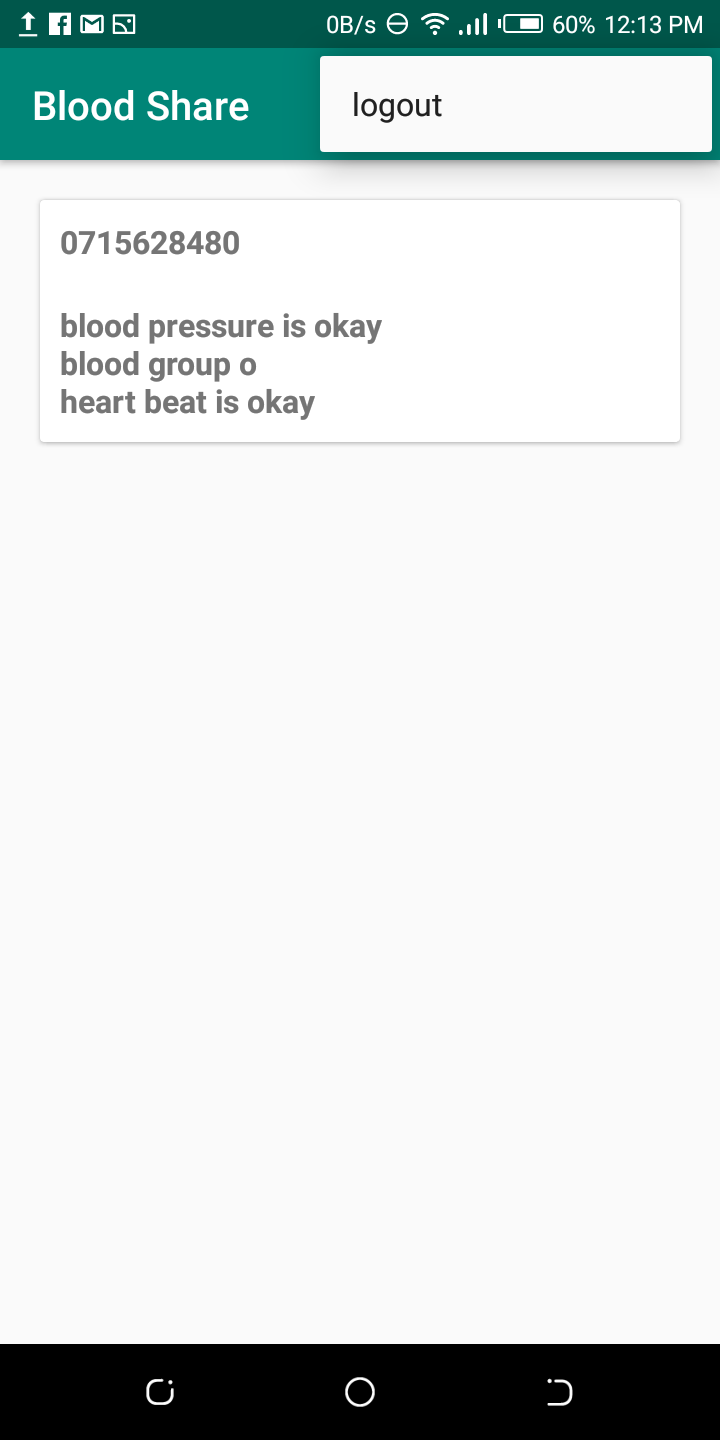 0B/s 60% 12:13 PM
Blood Share
logout
0715628480
blood pressure is okay
blood group o
heart beat is okay